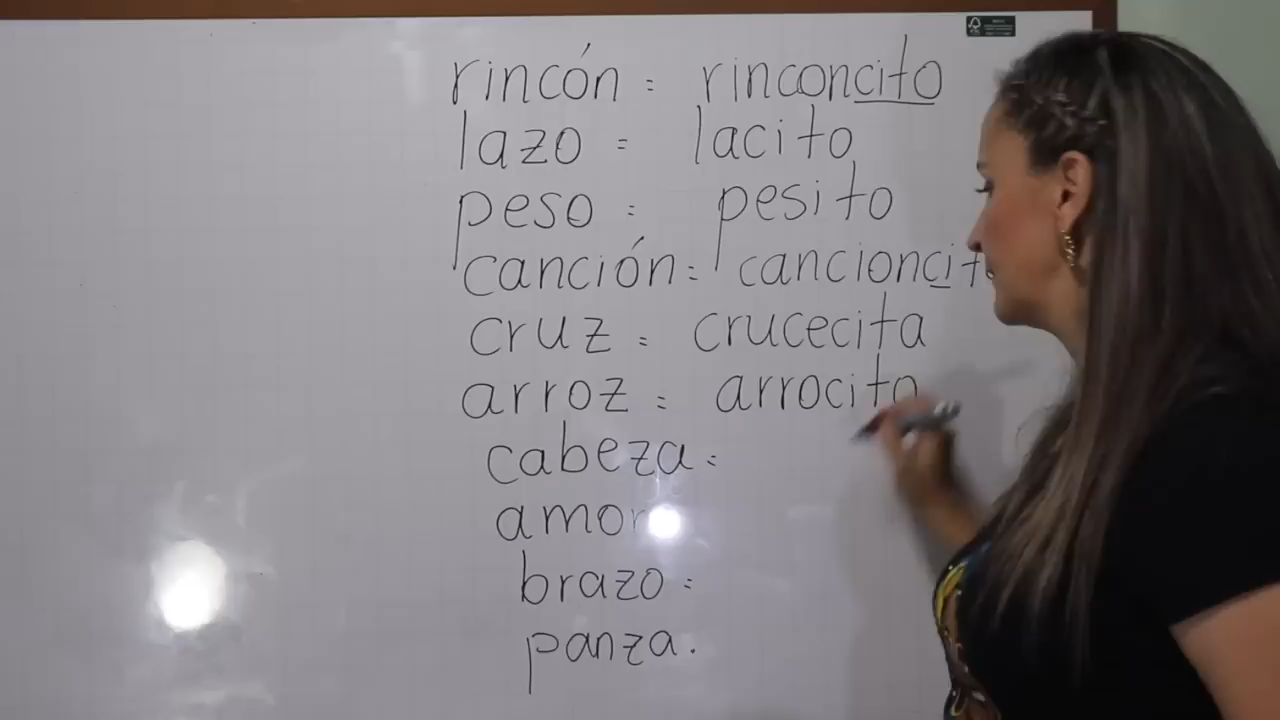 rincón = rinconcito
lazo = lacito
peso = pesito
canción = cancioncit
cruz = crucecita
arroz = arrocito
cabeza =
amor
brazo =
panza.